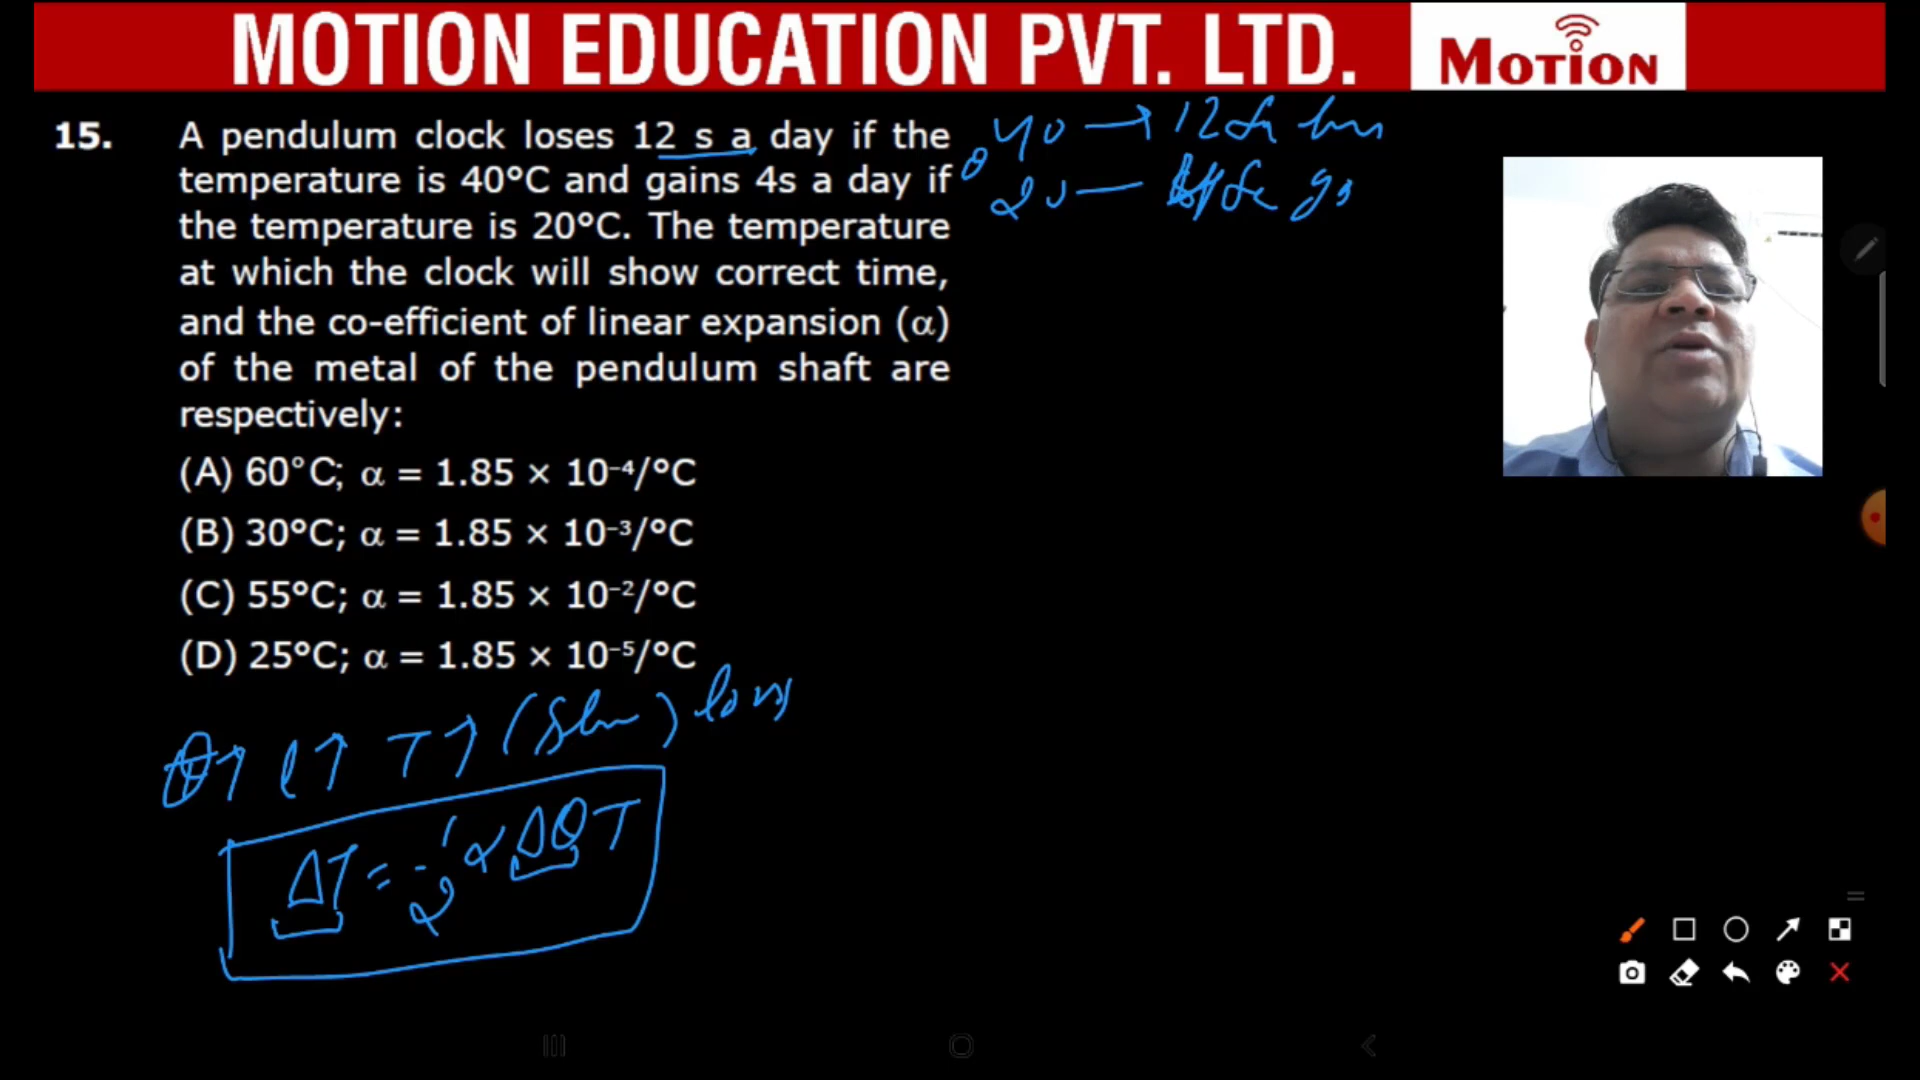 MOTION EDUCATION PVT. LTD.
MOTION
15. A pendulum clock loses 12 s a day if the
temperature is 40°C and gains 4s a day if
the temperature is 20°C. The temperature
at which the clock will show correct time,
and the co-efficient of linear expansion (α)
of the metal of the pendulum shaft are
respectively:
(A) 60°C; α = 1.85 × 10⁻⁴/°C
(B) 30°C; α = 1.85 × 10⁻³/°C
(C) 55°C; α = 1.85 × 10⁻²/°C
(D) 25°C; α = 1.85 × 10⁻⁵/°C
40 → 12
θ
20 —
θ↑ l↑ T↑ (Slow) loss
ΔT = 1/2 α Δθ T